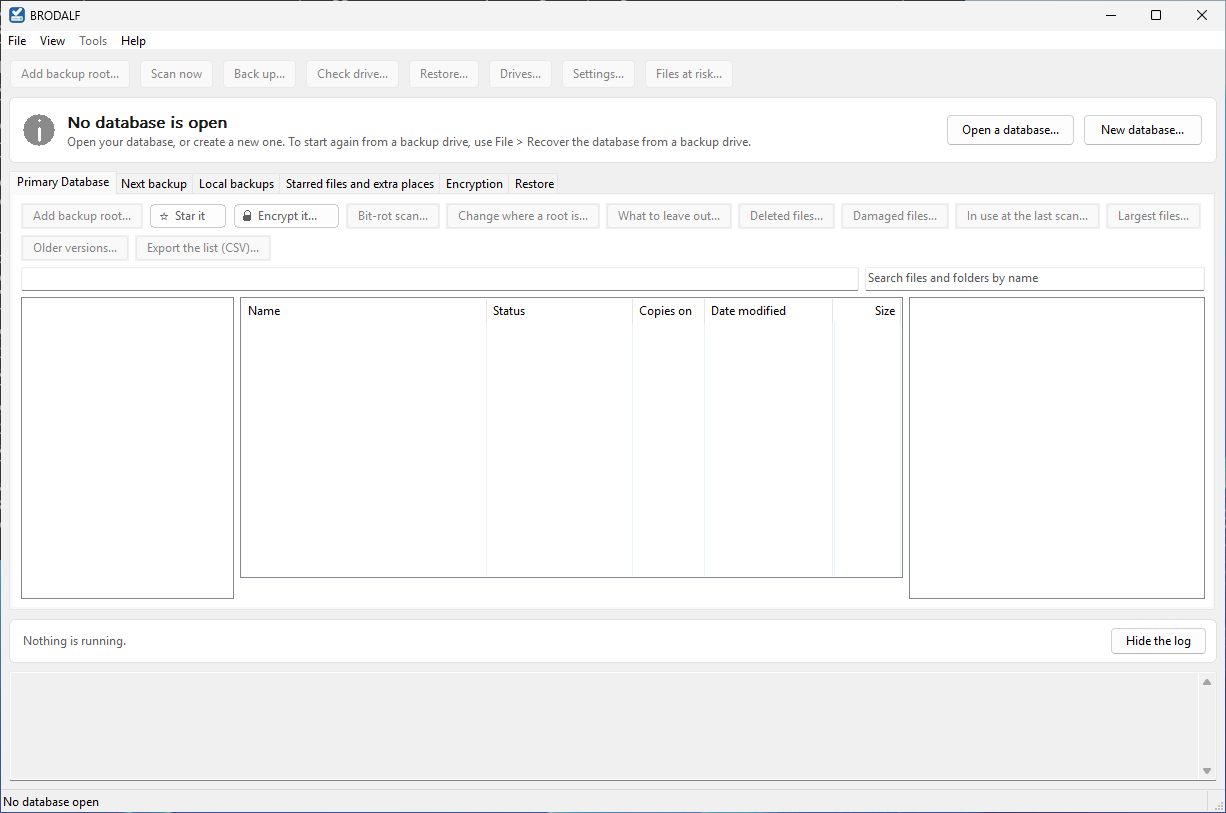 BRODALF
File View Tools Help
Add backup root... Scan now Back up... Check drive... Restore... Drives... Settings... Files at risk...
No database is open
Open your database, or create a new one. To start again from a backup drive, use File > Recover the database from a backup drive.
Open a database... New database...
Primary Database Next backup Local backups Starred files and extra places Encryption Restore
Add backup root... Star it Encrypt it... Bit-rot scan... Change where a root is... What to leave out... Deleted files... Damaged files... In use at the last scan... Largest files...
Older versions... Export the list (CSV)...
Search files and folders by name
Name Status Copies on Date modified Size
Nothing is running. Hide the log
No database open